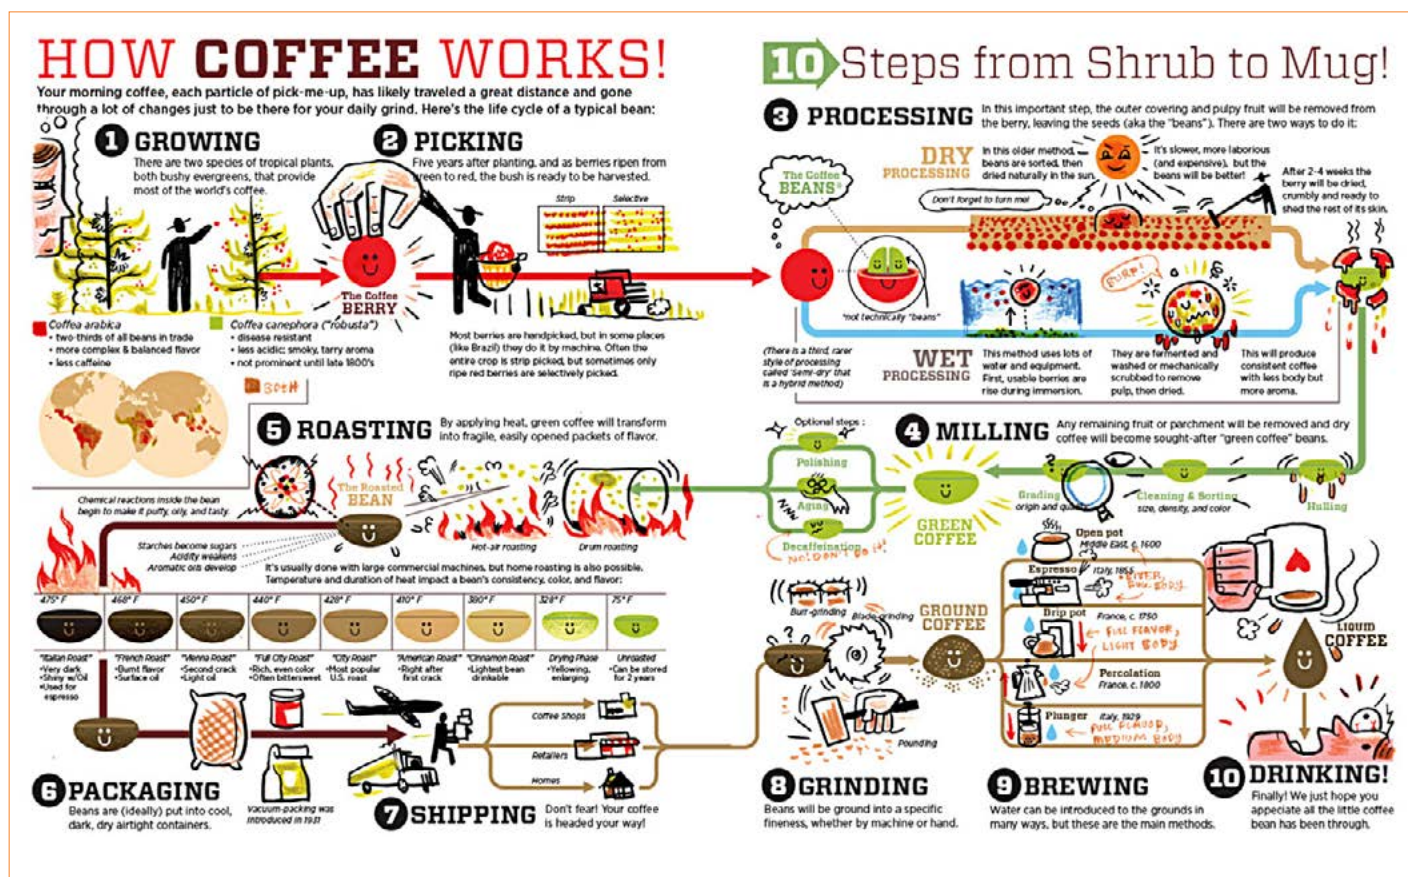 HOW COFFEE WORKS!
Your morning coffee, each particle of pick-me-up, has likely traveled a great distance and gone
through a lot of changes just to be there for your daily grind. Here's the life cycle of a typical bean:
10 Steps from Shrub to Mug!
1 GROWING
There are two species of tropical plants,
both bushy evergreens, that provide
most of the world's coffee.
2 PICKING
Five years after planting, and as berries ripen from
green to red, the bush is ready to be harvested.
Strip
Selective
The Coffee
BERRY
Coffea arabica
• two-thirds of all beans in trade
• more complex & balanced flavor
• less caffeine
Coffea canephora ("robusta")
• disease resistant
• less acidic; smoky, tarry aroma
• not prominent until late 1800's
BOTH
Most berries are handpicked, but in some places
(like Brazil) they do it by machine. Often the
entire crop is strip picked, but sometimes only
ripe red berries are selectively picked.
3 PROCESSING
In this important step, the outer covering and pulpy fruit will be removed from
the berry, leaving the seeds (aka the "beans"). There are two ways to do it:
The Coffee
BEANS*
DRY
PROCESSING
In this older method,
beans are sorted, then
dried naturally in the sun.
It's slower, more laborious
(and expensive), but the
beans will be better!
Don't forget to turn me!
After 2-4 weeks the
berry will be dried,
crumbly and ready to
shed the rest of its skin.
*not technically "beans"
BURP!
(There is a third, rarer
style of processing
called 'semi-dry' that
is a hybrid method)
WET
PROCESSING
This method uses lots of
water and equipment.
First, usable berries are
rise during immersion.
They are fermented and
washed or mechanically
scrubbed to remove
pulp, then dried.
This will produce
consistent coffee
with less body but
more aroma.
4 MILLING
Any remaining fruit or parchment will be removed and dry
coffee will become sought-after "green coffee" beans.
Hulling
Cleaning & Sorting
size, density, and color
Grading
origin and
GREEN
COFFEE
Optional steps:
Polishing
Aging
Decaffeination
NO! DON'T DO IT!
5 ROASTING
By applying heat, green coffee will transform
into fragile, easily opened packets of flavor.
The Roasted
BEAN
Chemical reactions inside the bean
begin to make it puffy, oily, and tasty.
Starches become sugars
Acidity weakens
Aromatic oils develop
Hot-air roasting
Drum roasting
It's usually done with large commercial machines, but home roasting is also possible.
Temperature and duration of heat impact a bean's consistency, color, and flavor:
475° F
468° F
450° F
440° F
428° F
410° F
380° F
328° F
75° F
"Italian Roast"
•Very dark
•Shiny w/Oil
•Used for
espresso
"French Roast"
•Burnt flavor
•Surface oil
"Vienna Roast"
•Second crack
•Light oil
"Full City Roast"
•Rich, even color
•Often bittersweet
"City Roast"
•Most popular
U.S. roast
"American Roast"
•Right after
first crack
"Cinnamon Roast"
•Lightest bean
drinkable
Drying Phase
•Yellowing,
enlarging
Unroasted
•Can be stored
for 2 years
6 PACKAGING
Beans are (ideally) put into cool,
dark, dry airtight containers.
Vacuum-packing was
introduced in 1931
7 SHIPPING
Don't fear! Your coffee
is headed your way!
Coffee Shops
Retailers
Homes
Burr-grinding
Blade-grinding
Pounding
GROUND
COFFEE
8 GRINDING
Beans will be ground into a specific
fineness, whether by machine or hand.
Open pot
Middle East, c. 1600
Espresso
Italy, 1855
BODY
Drip pot
France, c. 1750
FULL FLAVOR,
LIGHT BODY
Percolation
France, c. 1800
Plunger
Italy, 1929
FULL FLAVOR,
MEDIUM BODY
9 BREWING
Water can be introduced to the grounds in
many ways, but these are the main methods.
LIQUID
COFFEE
10 DRINKING!
Finally! We just hope you
appeciate all the little coffee
bean has been through.